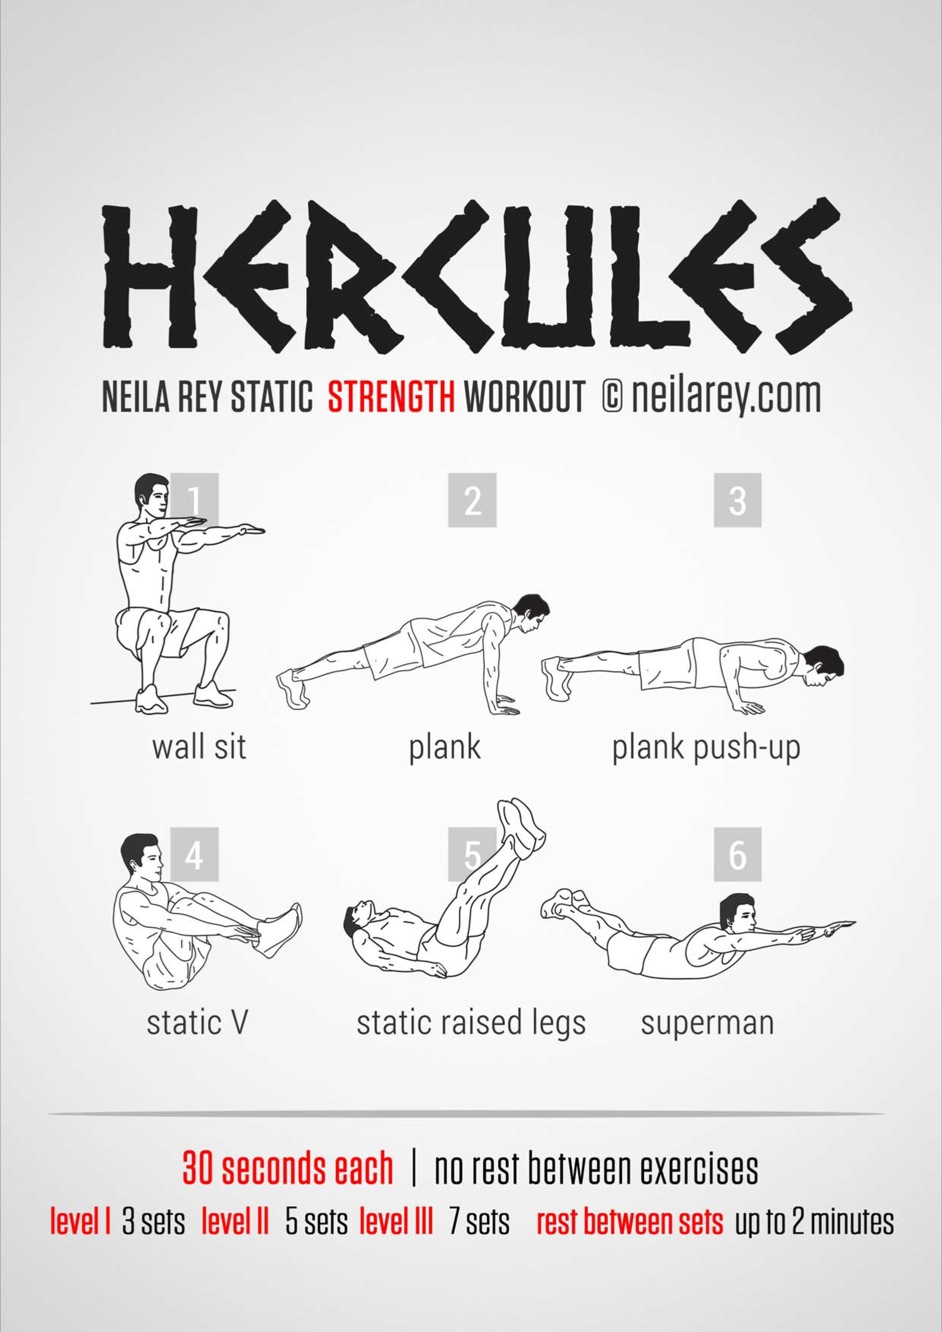 HERCULES
NEILA REY STATIC STRENGTH WORKOUT © neilarey.com
1
2
3
wall sit
plank
plank push-up
4
5
6
static V
static raised legs
superman
30 seconds each | no rest between exercises
level I 3 sets level II 5 sets level III 7 sets rest between sets up to 2 minutes